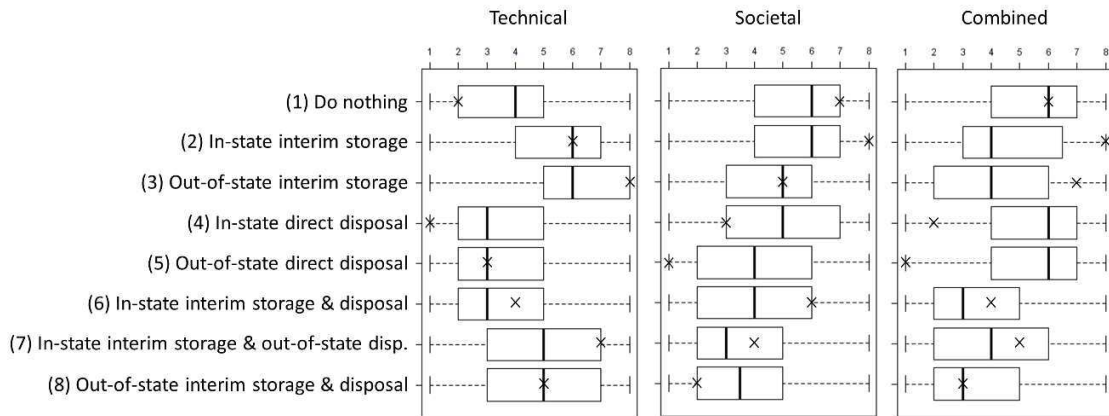 Technical Societal Combined
1 2 3 4 5 6 7 8 1 2 3 4 5 6 7 8 1 2 3 4 5 6 7 8
(1) Do nothing
(2) In-state interim storage
(3) Out-of-state interim storage
(4) In-state direct disposal
(5) Out-of-state direct disposal
(6) In-state interim storage & disposal
(7) In-state interim storage & out-of-state disp.
(8) Out-of-state interim storage & disposal